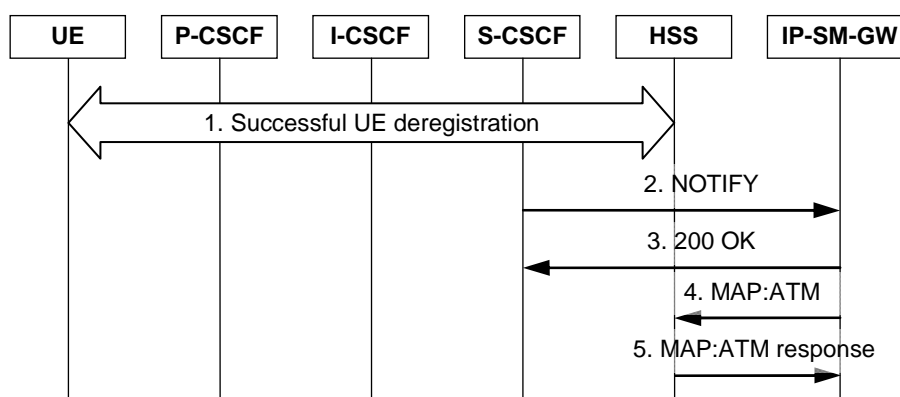 UE P-CSCF I-CSCF S-CSCF HSS IP-SM-GW
1. Successful UE deregistration
2. NOTIFY
3. 200 OK
4. MAP:ATM
5. MAP:ATM response